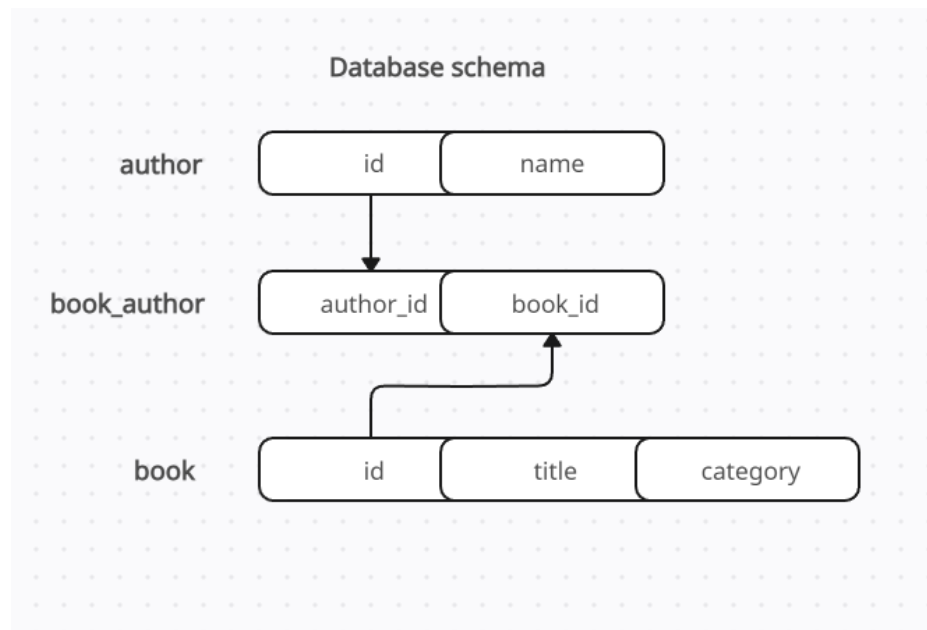 Database schema
author id name
book_author author_id book_id
book id title category